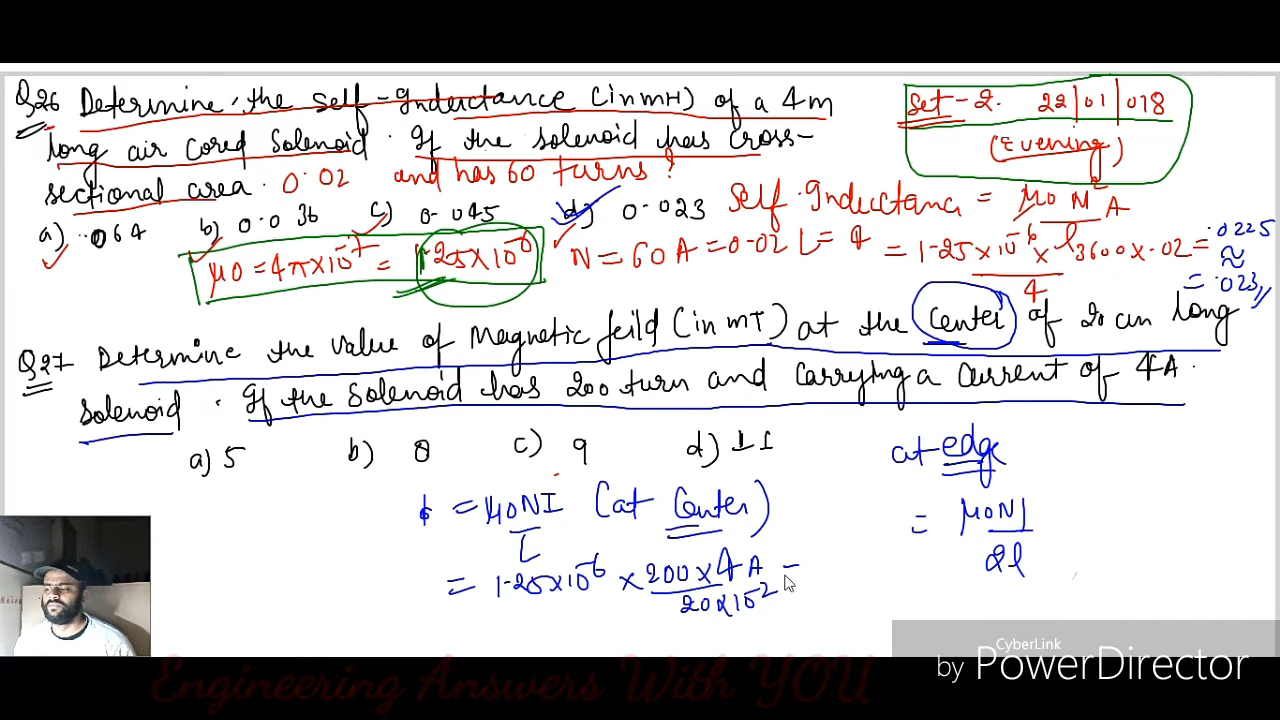 Q26 Determine the self-Inductance (in mH) of a 4m
long air cored Solenoid. If the solenoid has cross-
sectional area. 0.02 and has 60 turns?
a) .064 b) 0.036 c) 0.045 d) 0.023
Set-2. 22|01|018
(Evening)
Self. Inductance = μ0 N² A
l
μ0 = 4π×10⁻⁷ = 1.25×10⁻⁶
N = 60 A = 0.02 L = 4
= 1.25×10⁻⁶ × 3600×.02 =
4
.0225
≈
= .023
Q27 Determine the value of Magnetic feild (in mT) at the center of 20 cm long
solenoid. If the solenoid has 200 turn and carrying a current of 4A.
a) 5 b) 8 c) 9 d) 11
= μ0NI (at Center)
L
= 1.25×10⁻⁶ × 200×4A =
20×10⁻²
at edge
= μ0NI
2l
CyberLink
by PowerDirector
Engineering Answers With YOU